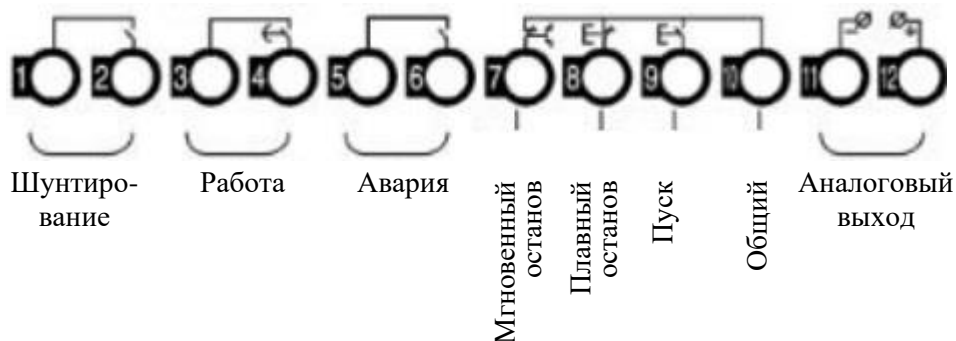 1 2 3 4 5 6 7 8 9 10 11 12
Шунтиро-
вание
Работа
Авария
Мгновенный
останов
Плавный
останов
Пуск
Общий
Аналоговый
выход